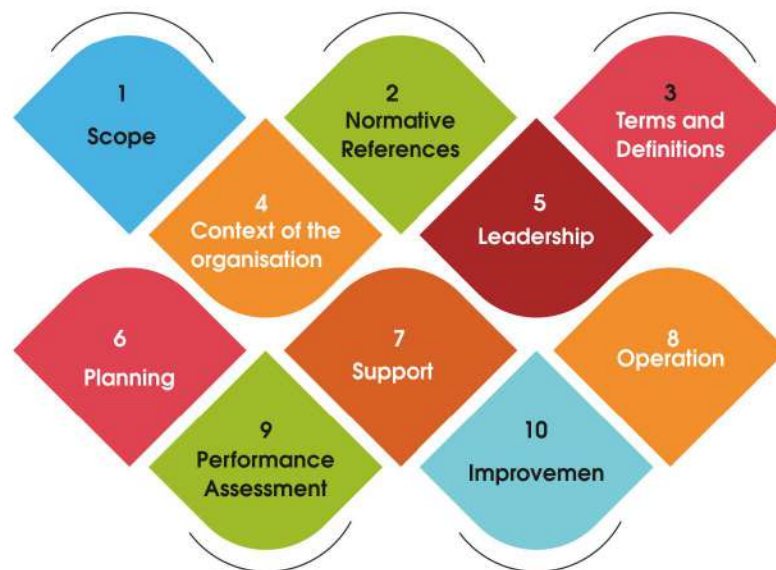 1
Scope
2
Normative
References
3
Terms and
Definitions
4
Context of the
organisation
5
Leadership
6
Planning
7
Support
8
Operation
9
Performance
Assessment
10
Improvemen